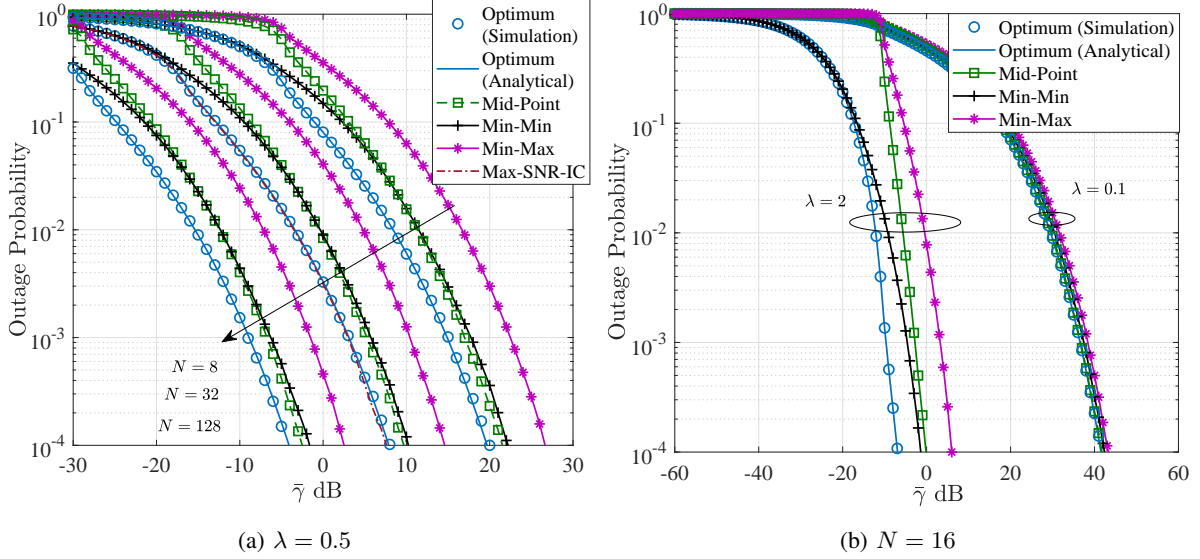 10^0
10^-1
10^-2
10^-3
10^-4
Outage Probability
-30
-20
-10
0
10
20
30
γ̄ dB
Optimum
(Simulation)
Optimum
(Analytical)
Mid-Point
Min-Min
Min-Max
Max-SNR-IC
N = 8
N = 32
N = 128
(a) λ = 0.5
10^0
10^-1
10^-2
10^-3
10^-4
Outage Probability
-60
-40
-20
0
20
40
60
γ̄ dB
Optimum (Simulation)
Optimum (Analytical)
Mid-Point
Min-Min
Min-Max
λ = 2
λ = 0.1
(b) N = 16